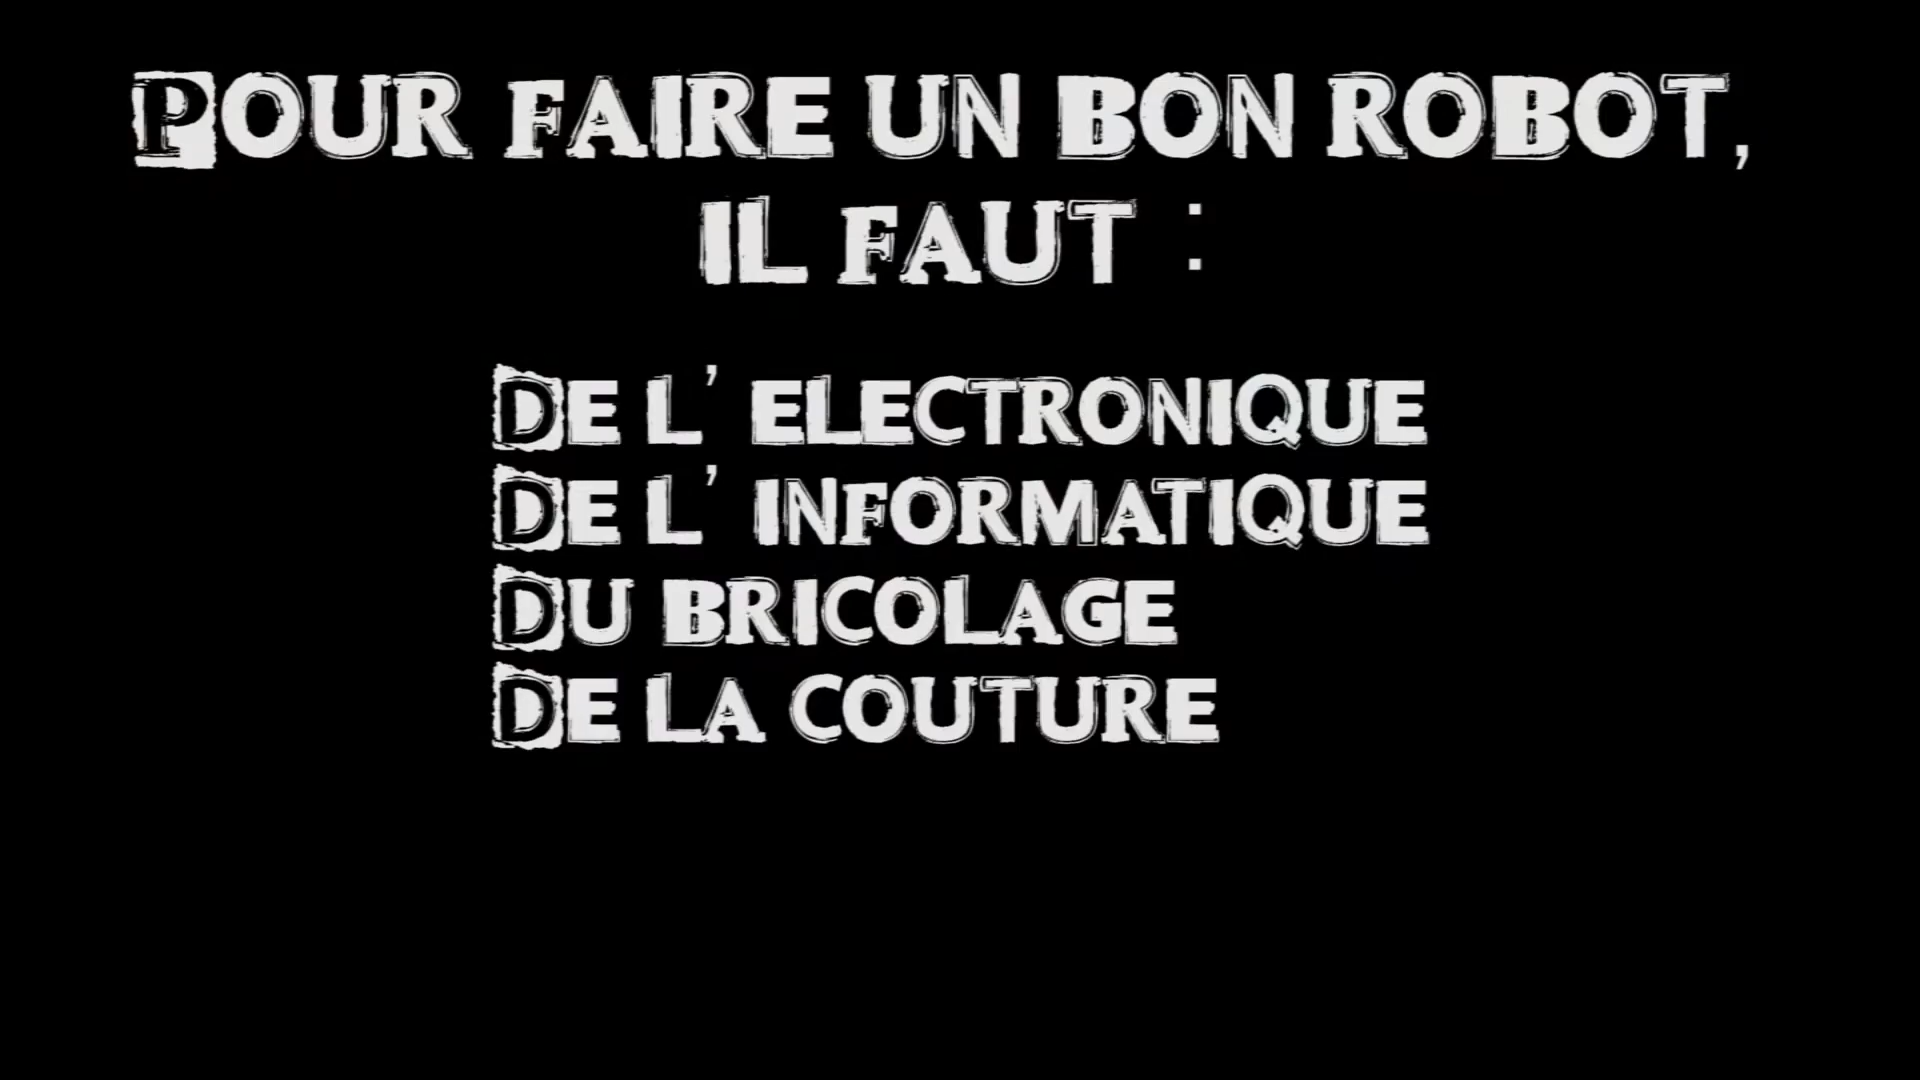 Pour faire un bon robot,
il faut :
De l' electronique
De l' informatique
Du bricolage
De la couture